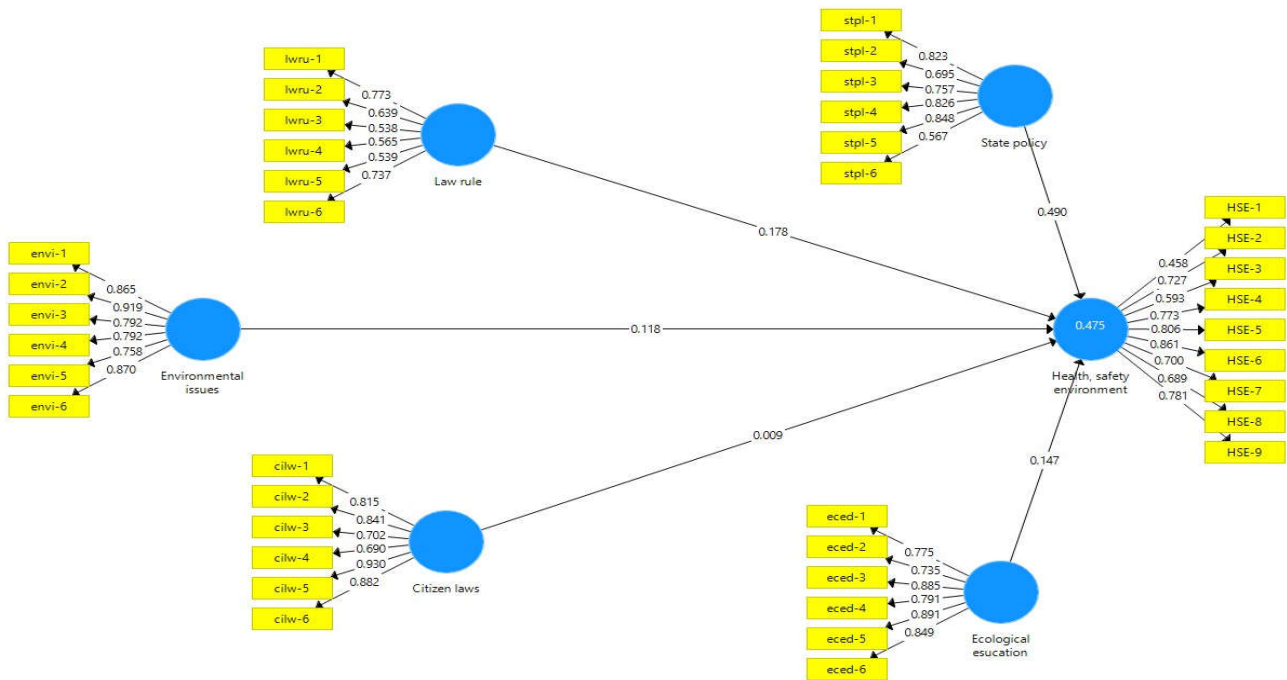 stpl-1
stpl-2
stpl-3
stpl-4
stpl-5
stpl-6
0.823
0.695
0.757
0.826
0.848
0.567
State policy
lwru-1
lwru-2
lwru-3
lwru-4
lwru-5
lwru-6
0.773
0.639
0.538
0.565
0.539
0.737
Law rule
0.178
0.490
envi-1
envi-2
envi-3
envi-4
envi-5
envi-6
0.865
0.919
0.792
0.792
0.758
0.870
Environmental
issues
0.118
0.475
Health, safety
environment
0.458
0.727
0.593
0.773
0.806
0.861
0.700
0.689
0.781
HSE-1
HSE-2
HSE-3
HSE-4
HSE-5
HSE-6
HSE-7
HSE-8
HSE-9
cilw-1
cilw-2
cilw-3
cilw-4
cilw-5
cilw-6
0.815
0.841
0.702
0.690
0.930
0.882
Citizen laws
0.009
0.147
eced-1
eced-2
eced-3
eced-4
eced-5
eced-6
0.775
0.735
0.885
0.791
0.891
0.849
Ecological
esucation